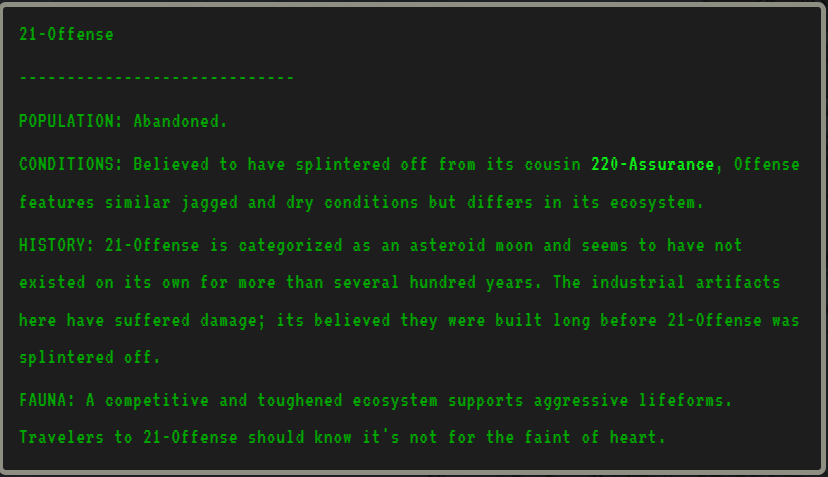 21-Offense
-----------------------------
POPULATION: Abandoned.
CONDITIONS: Believed to have splintered off from its cousin 220-Assurance, Offense
features similar jagged and dry conditions but differs in its ecosystem.
HISTORY: 21-Offense is categorized as an asteroid moon and seems to have not
existed on its own for more than several hundred years. The industrial artifacts
here have suffered damage; its believed they were built long before 21-Offense was
splintered off.
FAUNA: A competitive and toughened ecosystem supports aggressive lifeforms.
Travelers to 21-Offense should know it's not for the faint of heart.